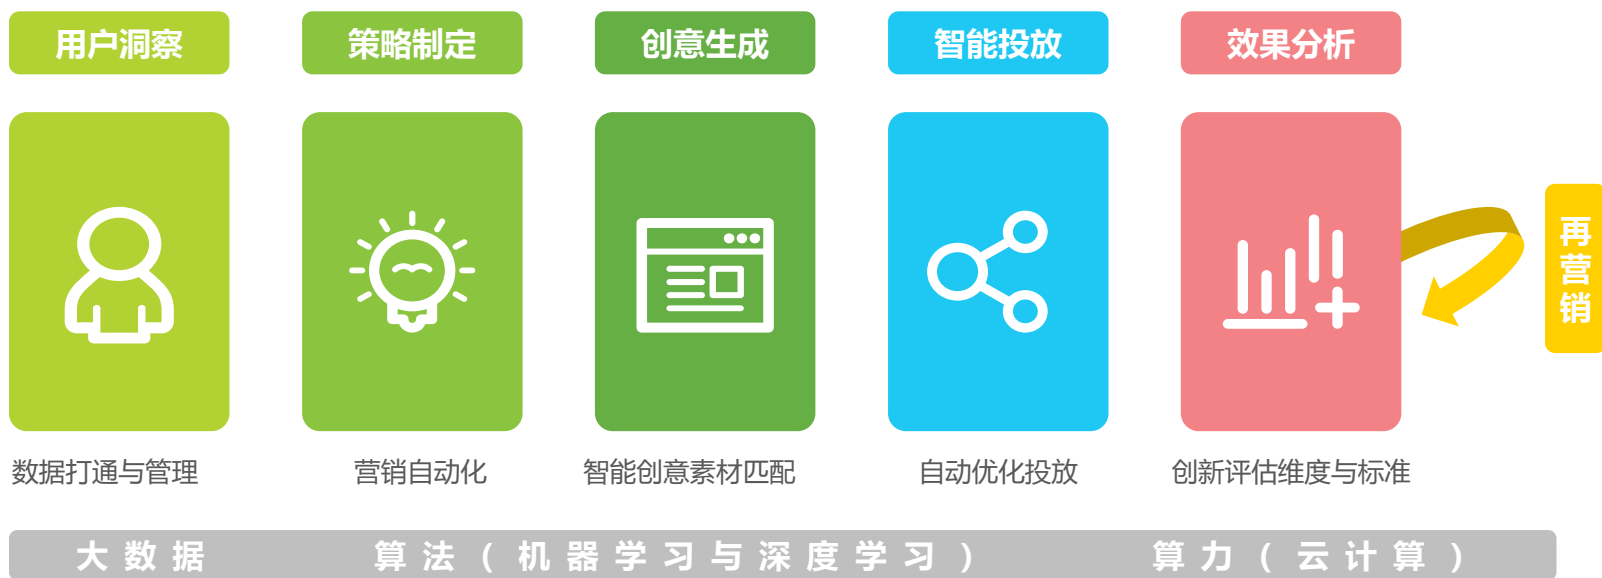 用户洞察
策略制定
创意生成
智能投放
效果分析
再营销
数据打通与管理
营销自动化
智能创意素材匹配
自动优化投放
创新评估维度与标准
大数据
算法(机器学习与深度学习)
算力(云计算)